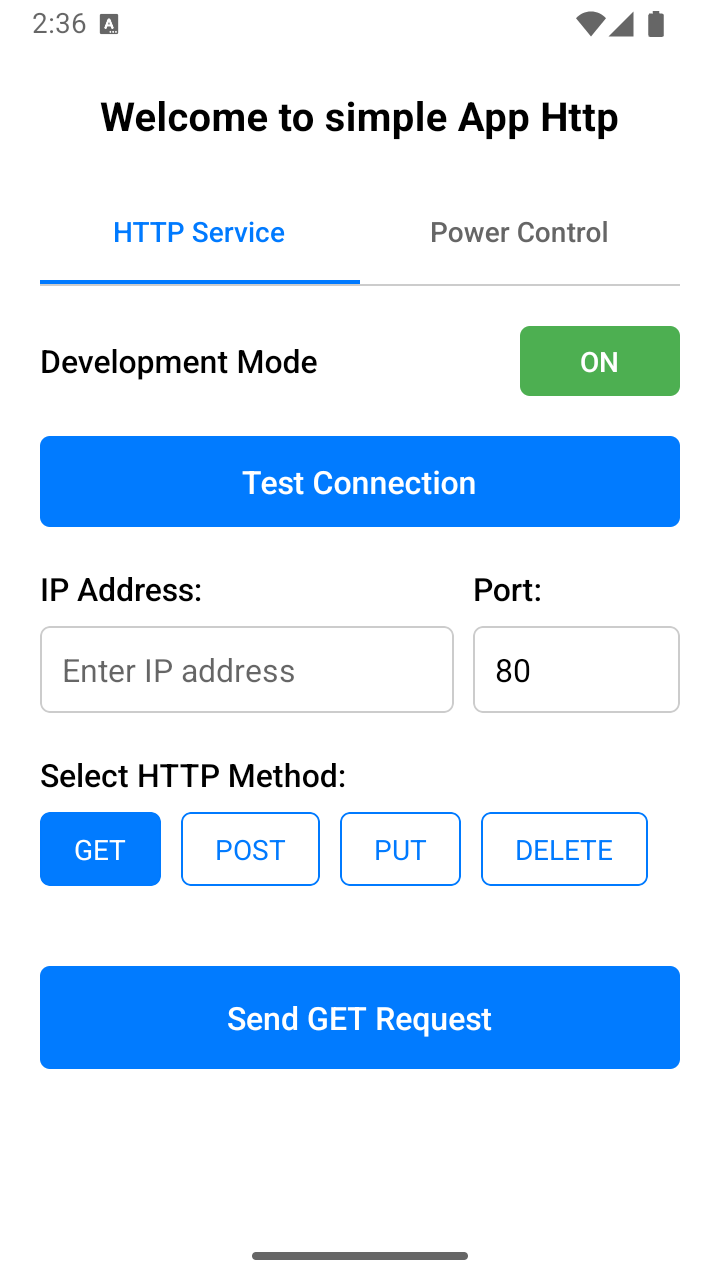 2:36 A
Welcome to simple App Http
HTTP Service Power Control
Development Mode ON
Test Connection
IP Address: Port:
Enter IP address 80
Select HTTP Method:
GET POST PUT DELETE
Send GET Request